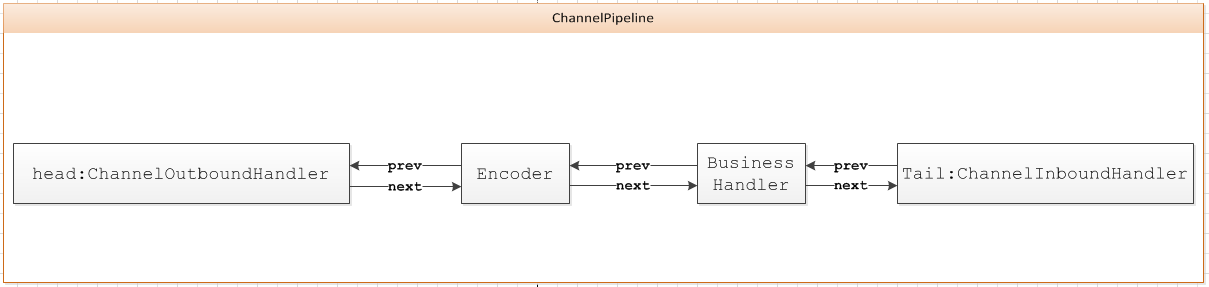 ChannelPipeline
head:ChannelOutboundHandler
prev
next
Encoder
prev
next
Business
Handler
prev
next
Tail:ChannelInboundHandler